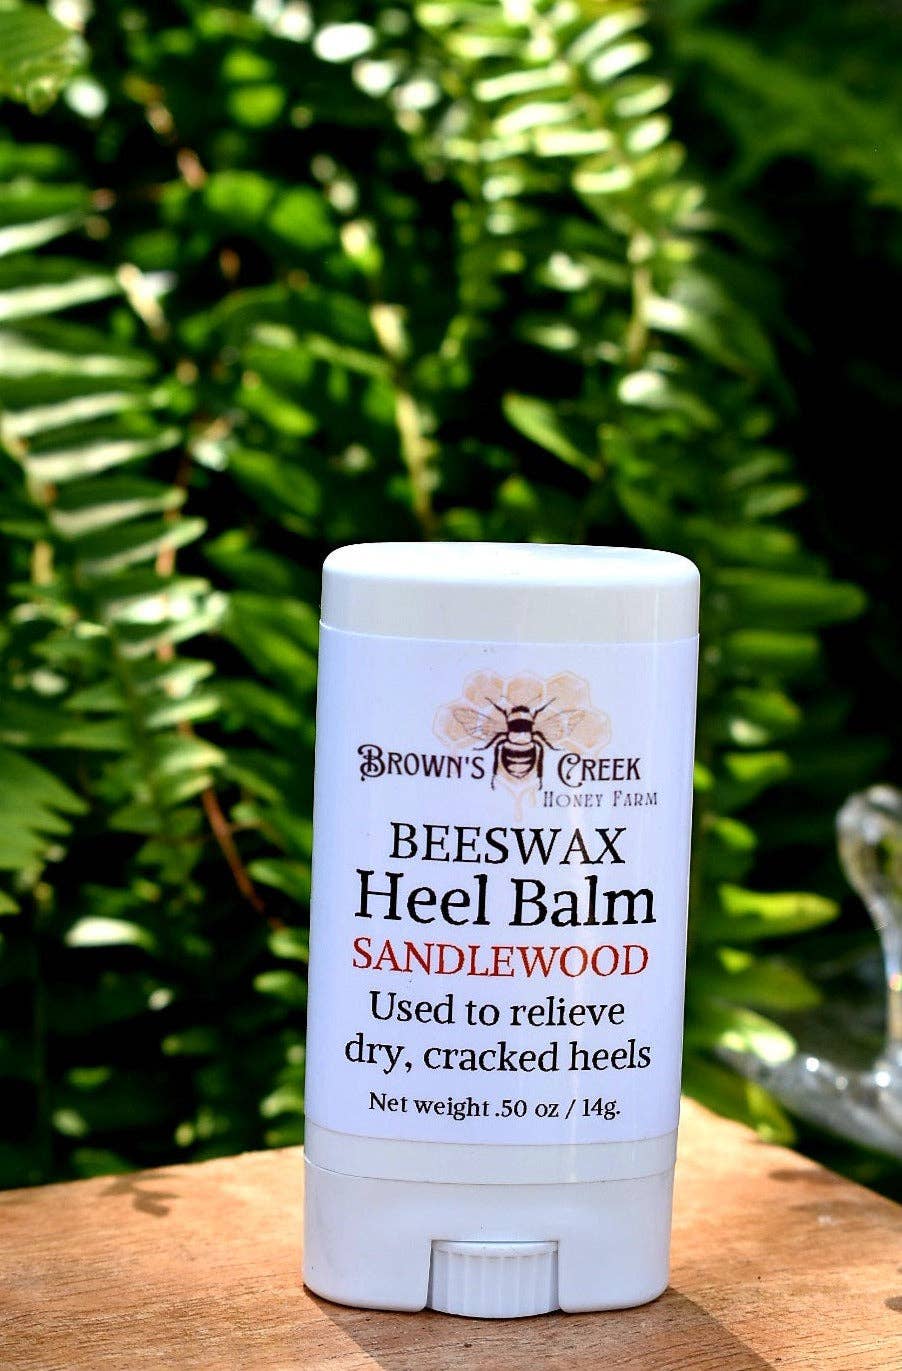 BROWN'S CREEK
HONEY FARM
BEESWAX
Heel Balm
SANDLEWOOD
Used to relieve
dry, cracked heels
Net weight .50 oz / 14g.